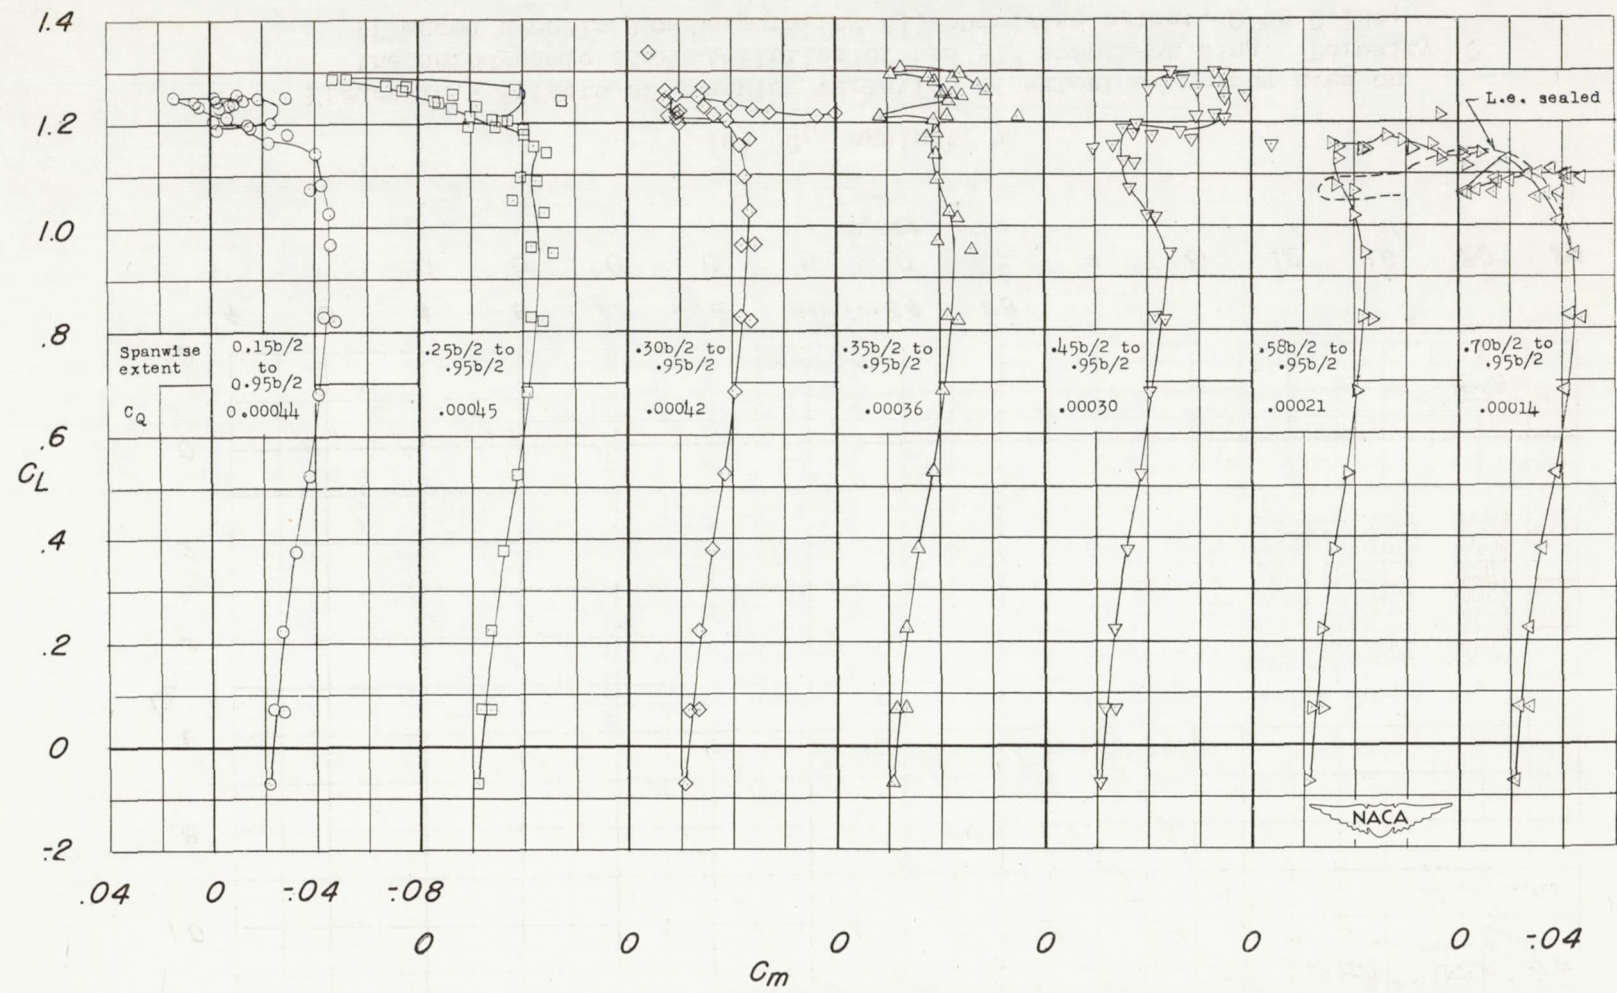 1.4
1.2
1.0
.8
.6
.4
.2
0
-.2
C_L
L.e. sealed
Spanwise extent
0.15b/2 to 0.95b/2
.25b/2 to .95b/2
.30b/2 to .95b/2
.35b/2 to .95b/2
.45b/2 to .95b/2
.58b/2 to .95b/2
.70b/2 to .95b/2
C_Q
0.00044
.00045
.00042
.00036
.00030
.00021
.00014
NACA
.04 0 -.04 -.08
0 0 0 0 0 0 -.04
C_m